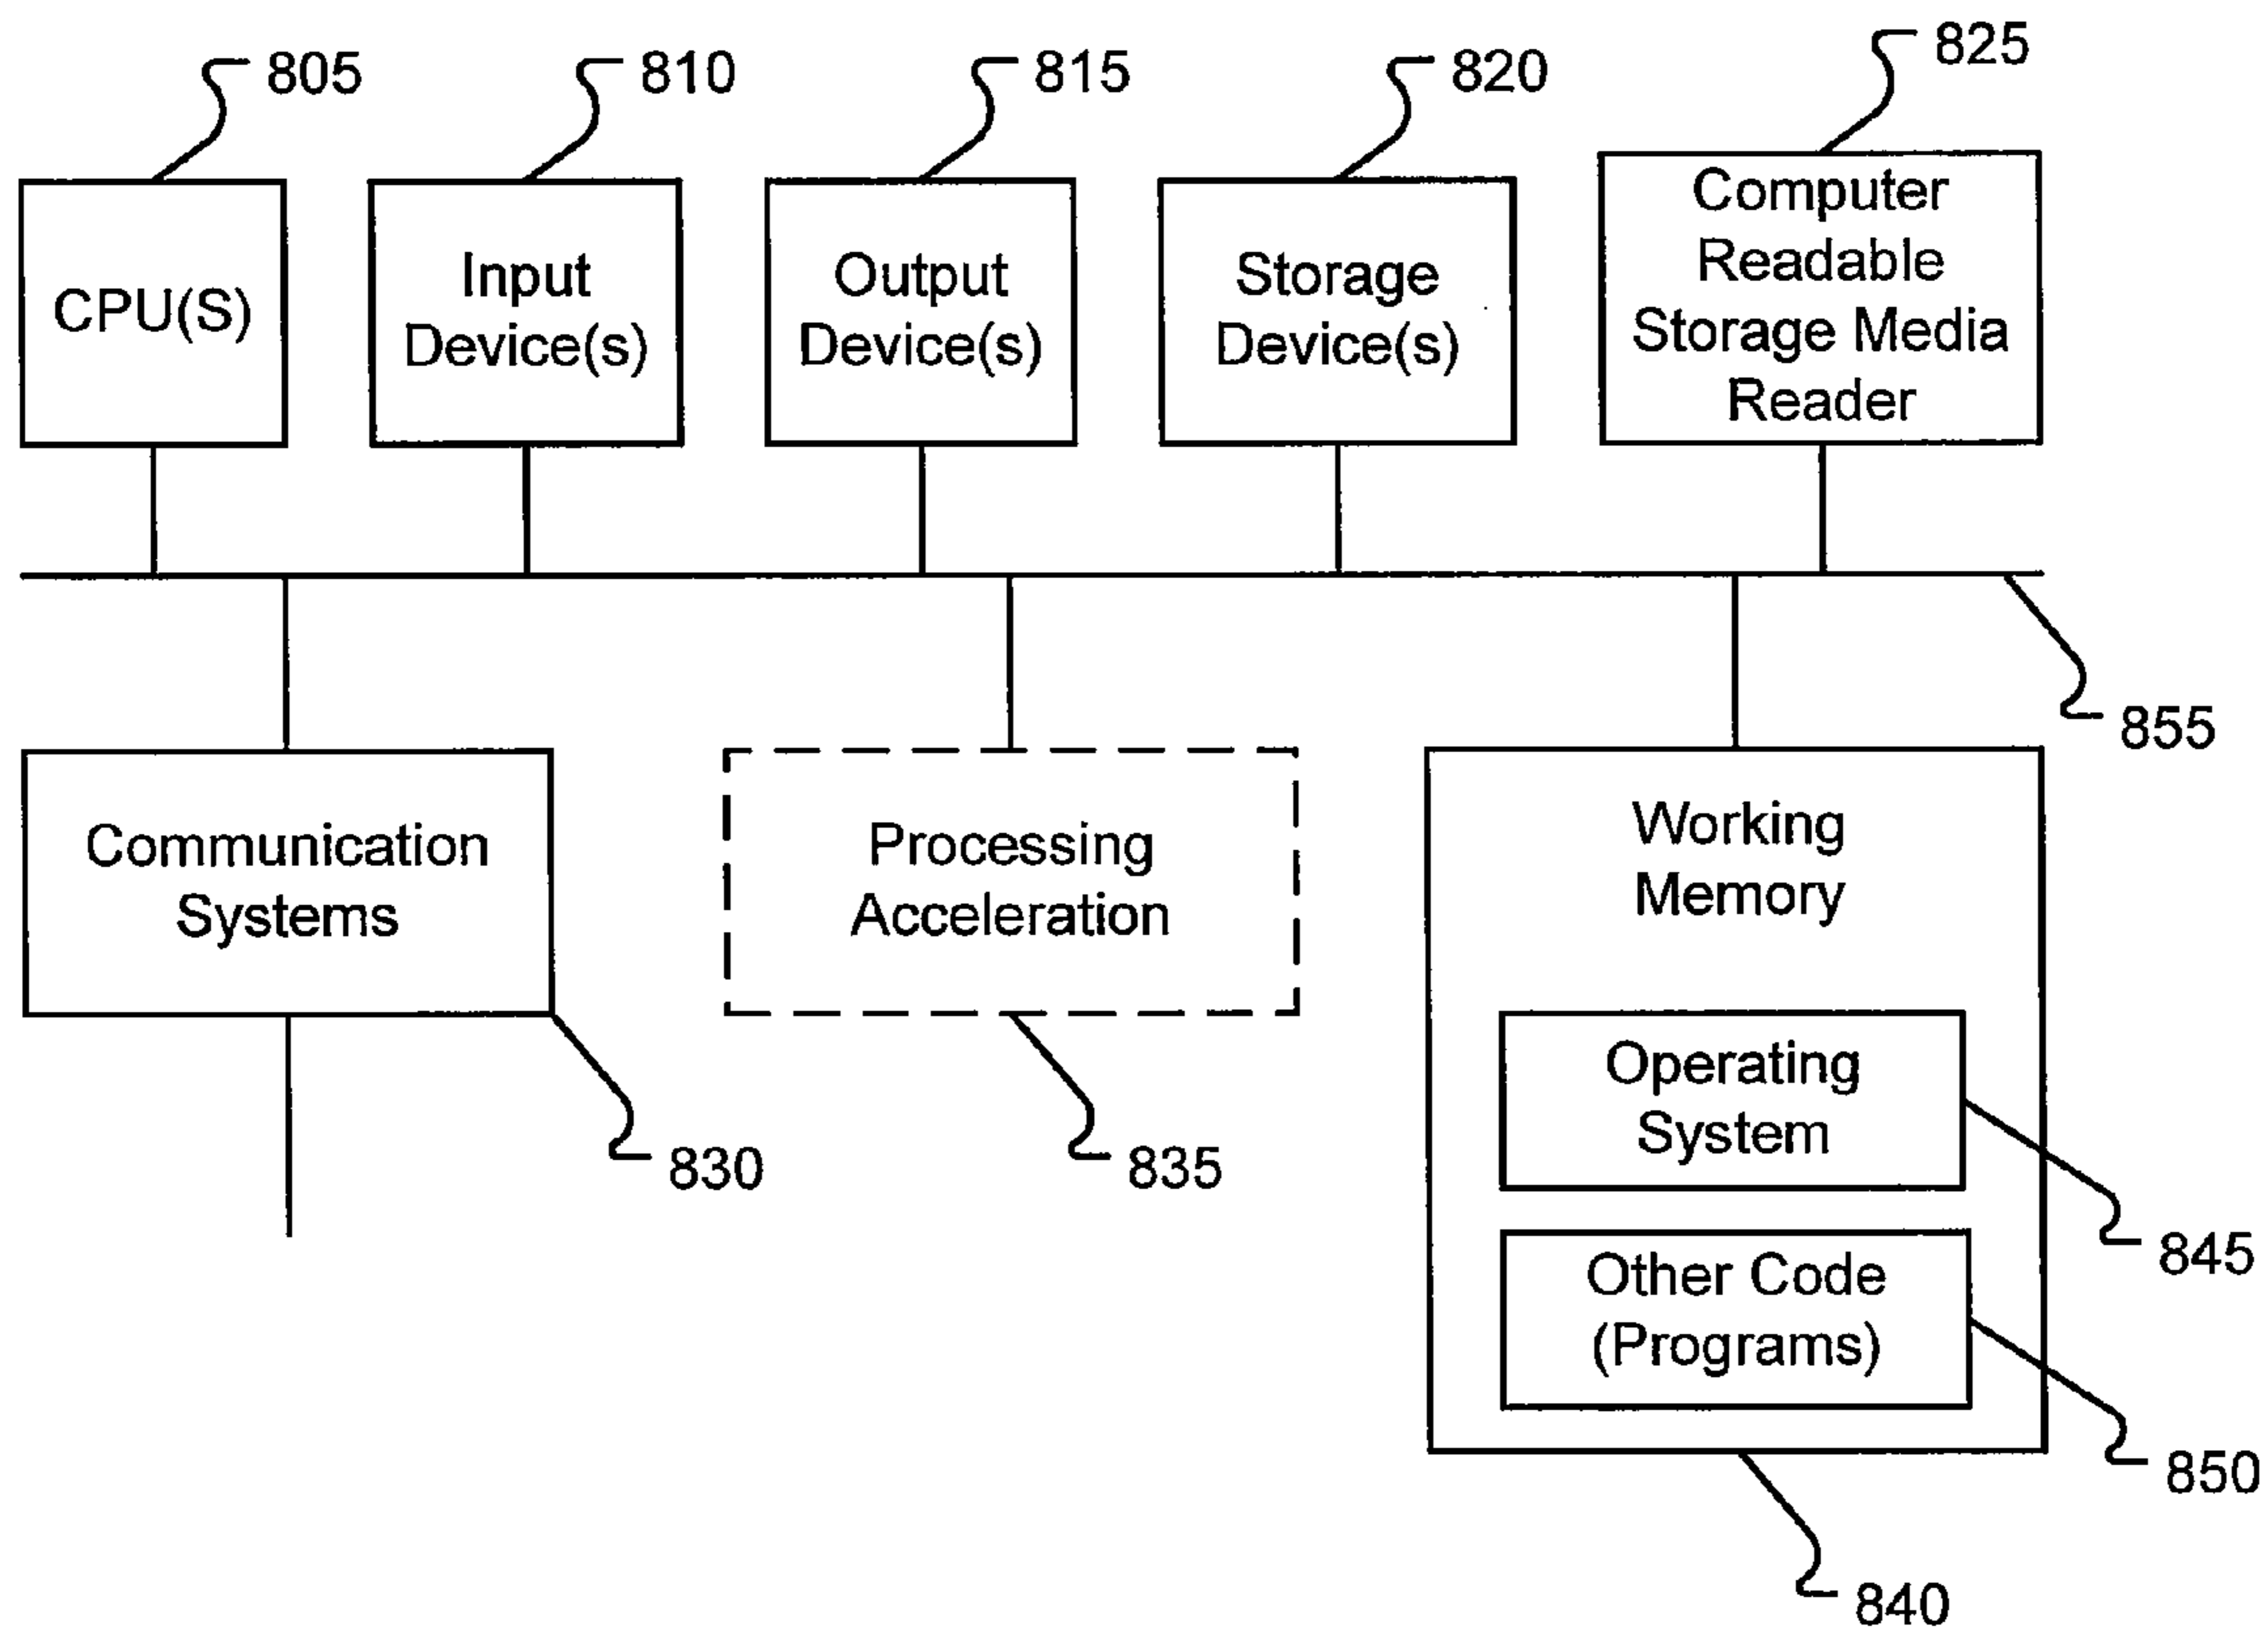 805
810
815
820
825
CPU(S)
Input
Device(s)
Output
Device(s)
Storage
Device(s)
Computer
Readable
Storage Media
Reader
855
Communication
Systems
830
Processing
Acceleration
835
Working
Memory
Operating
System
845
Other Code
(Programs)
850
840